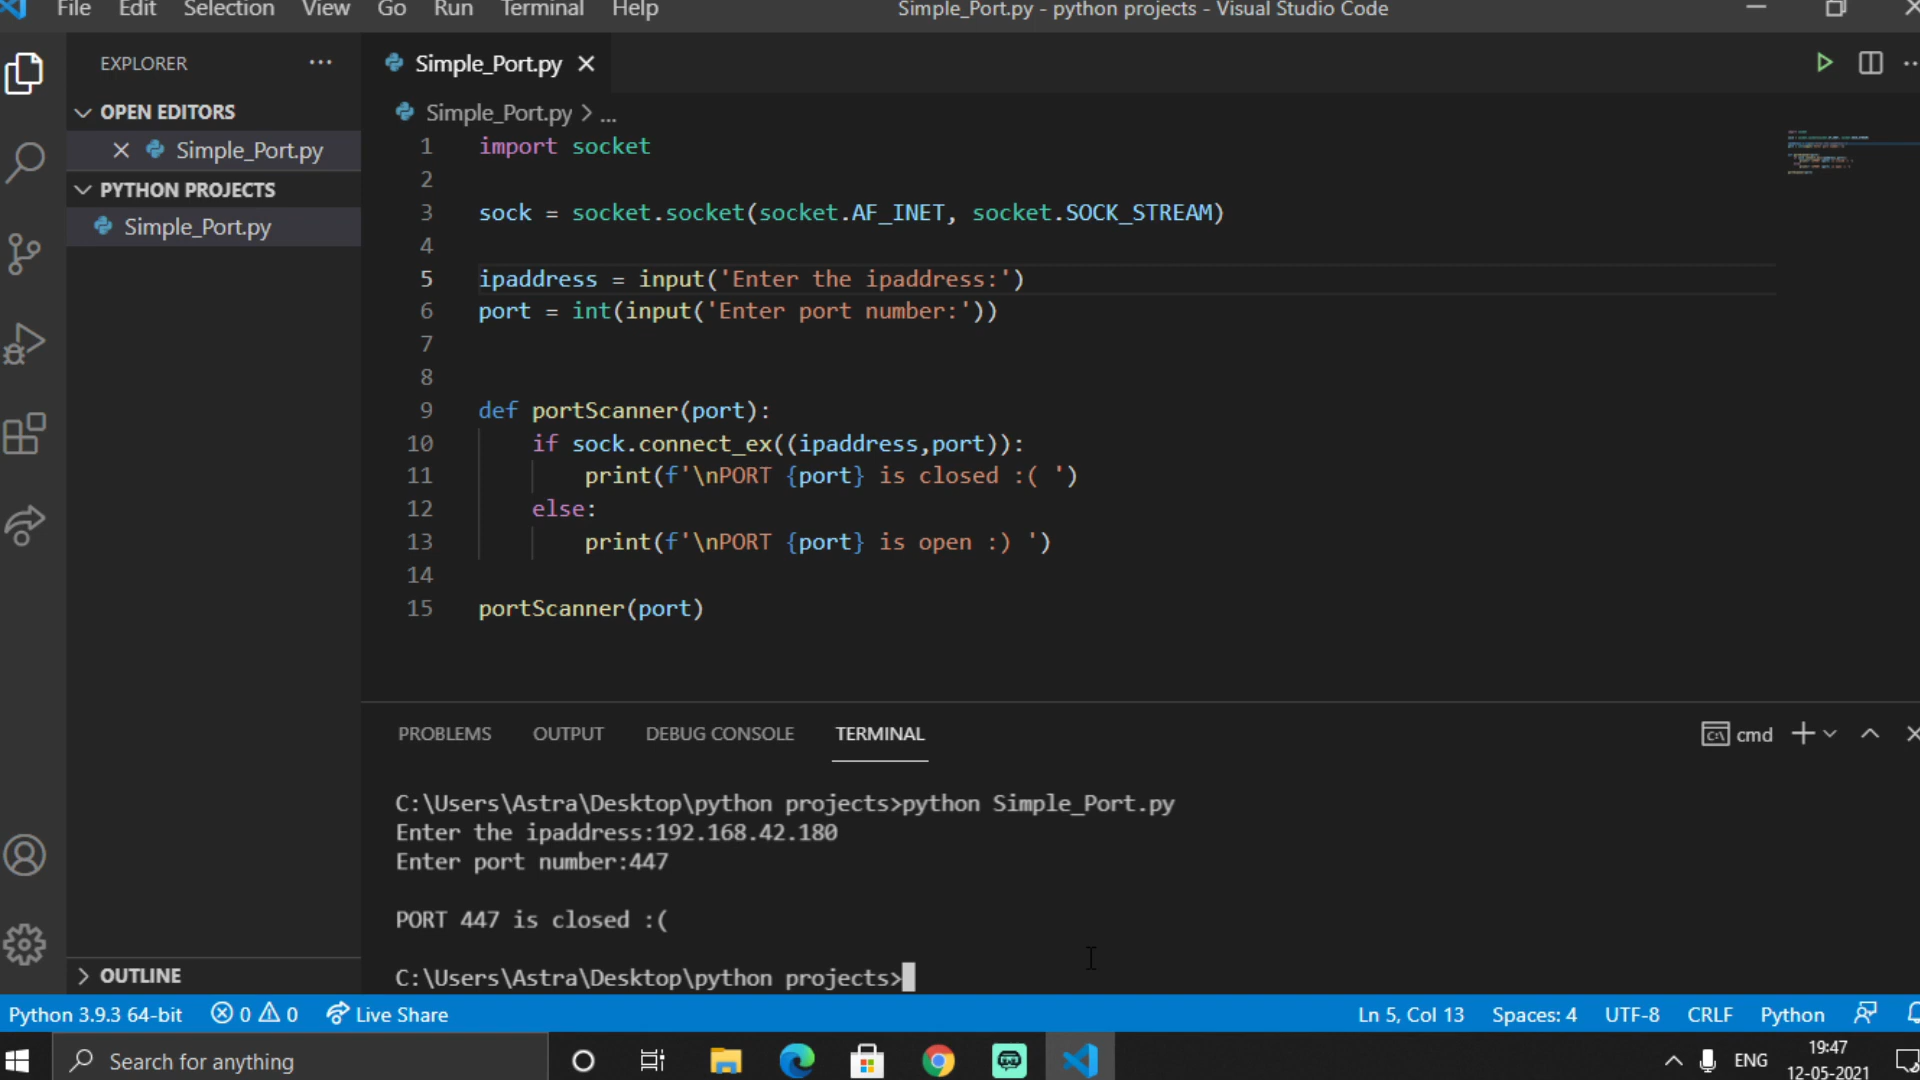 File Edit Selection View Go Run Terminal Help Simple_Port.py - python projects - Visual Studio Code
EXPLORER ...
OPEN EDITORS
Simple_Port.py
PYTHON PROJECTS
Simple_Port.py
OUTLINE
Simple_Port.py
Simple_Port.py > ...
1 import socket
2
3 sock = socket.socket(socket.AF_INET, socket.SOCK_STREAM)
4
5 ipaddress = input('Enter the ipaddress:')
6 port = int(input('Enter port number:'))
7
8
9 def portScanner(port):
10     if sock.connect_ex((ipaddress,port)):
11         print(f'\nPORT {port} is closed :( ')
12     else:
13         print(f'\nPORT {port} is open :) ')
14
15 portScanner(port)
PROBLEMS OUTPUT DEBUG CONSOLE TERMINAL cmd
C:\Users\Astra\Desktop\python projects>python Simple_Port.py
Enter the ipaddress:192.168.42.180
Enter port number:447
PORT 447 is closed :(
C:\Users\Astra\Desktop\python projects>
Python 3.9.3 64-bit 0 0 Live Share Ln 5, Col 13 Spaces: 4 UTF-8 CRLF Python
Search for anything ENG 19:47
12-05-2021